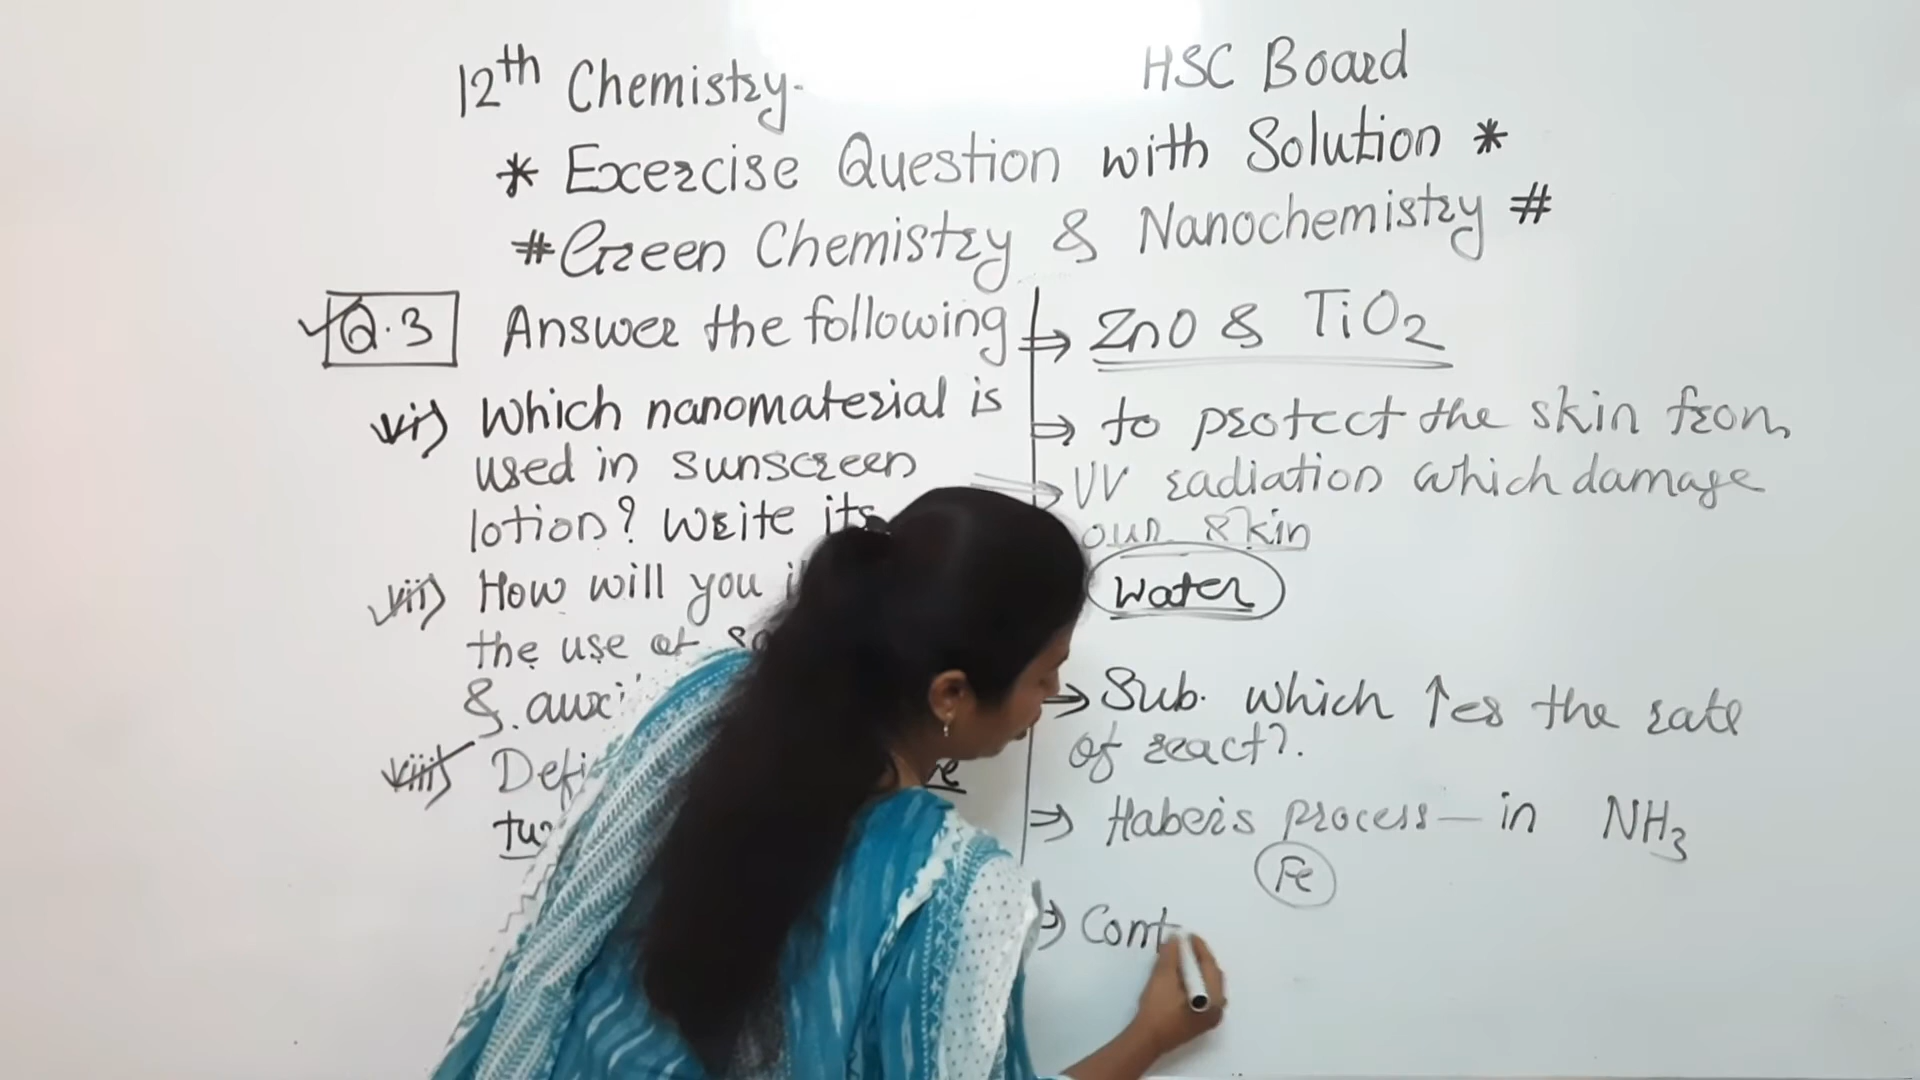 12th Chemistry.
HSC Board
* Excercise Question with Solution *
# Green Chemistry & Nanochemistry #
Q.3 Answer the following
vi) Which nanomaterial is
used in sunscreen
lotion? Write its
vii) How will you
the use of
& auxi
viii) Defi
⇒ ZnO & TiO2
⇒ to protect the skin from
⇒ UV radiation which damage
our skin
Water
⇒ Sub. which ↑es the rate
of react?.
⇒ Haber's process — in NH3
Fe
⇒ Cont